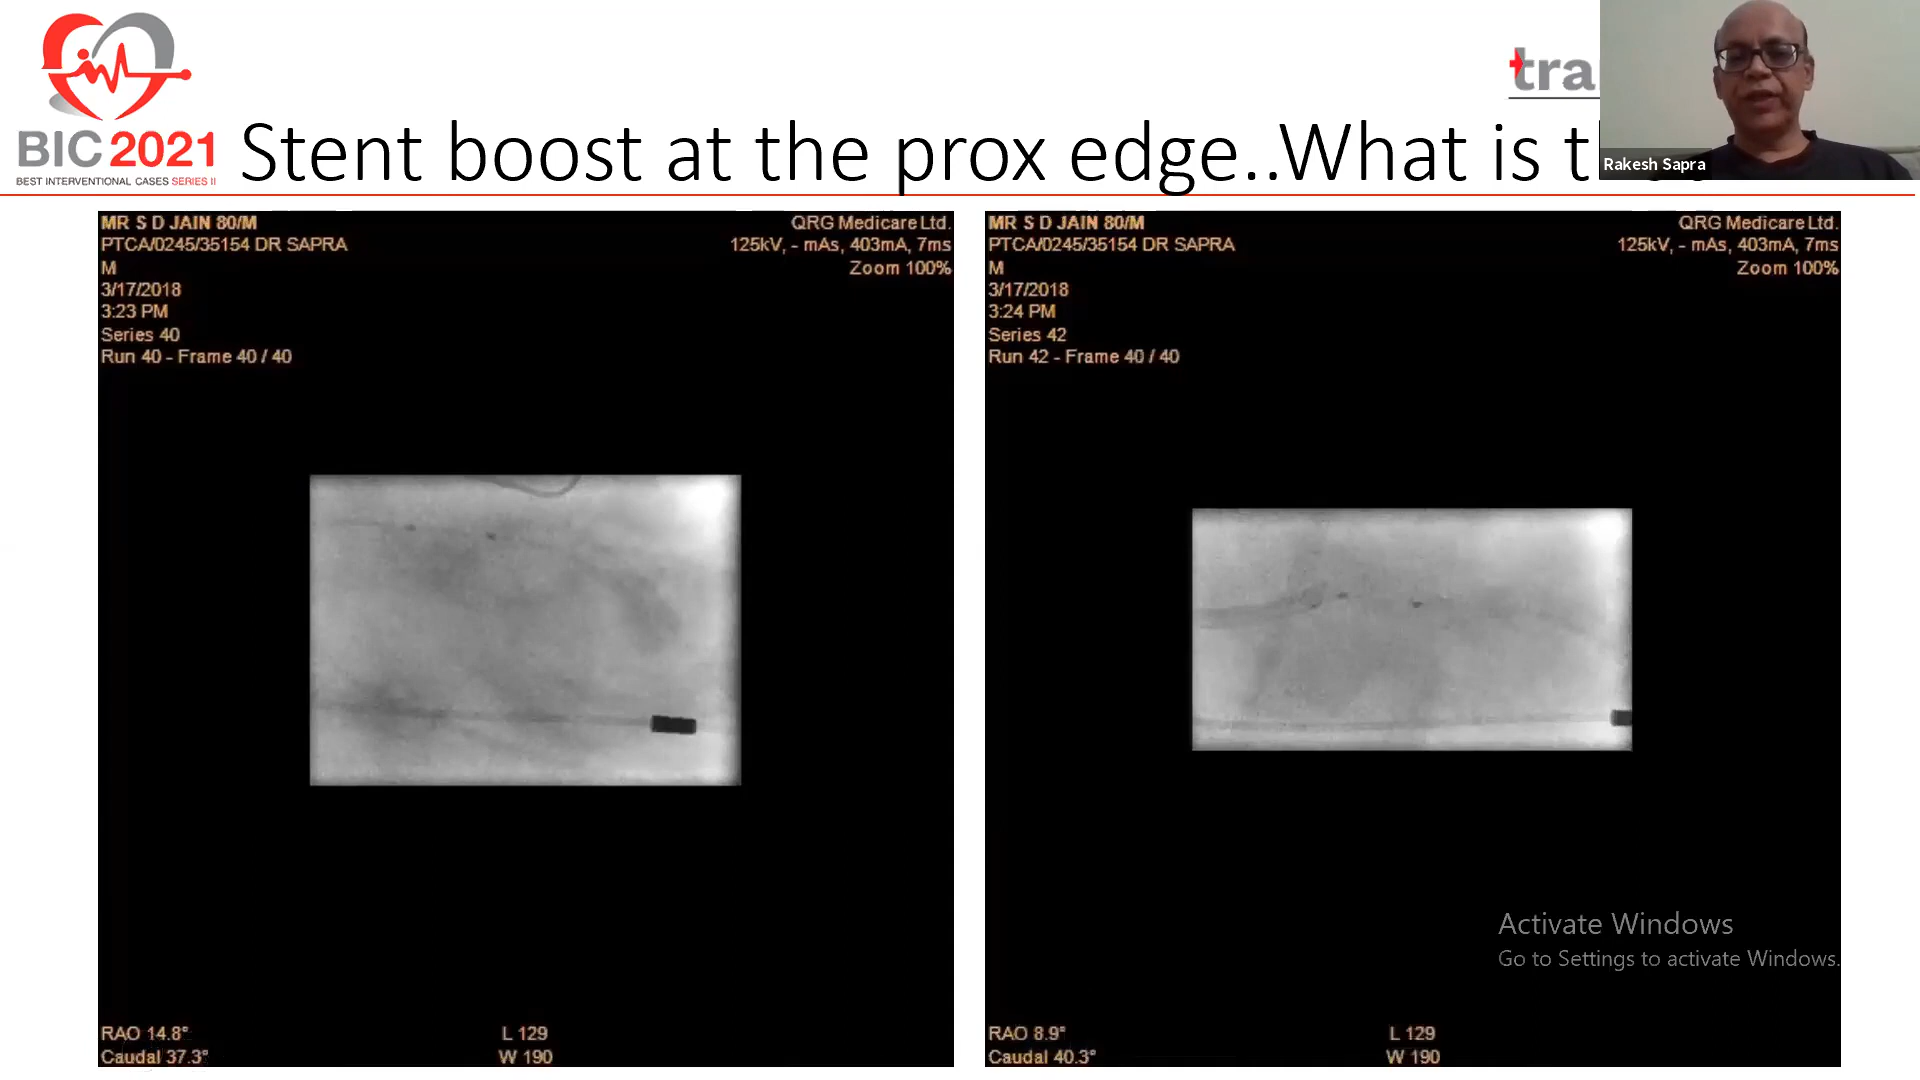 BIC 2021
BEST INTERVENTIONAL CASES SERIES II
tra
Stent boost at the prox edge..What is
Rakesh Sapra
MR S D JAIN 80/M
PTCA/0245/35154 DR SAPRA
M
3/17/2018
3:23 PM
Series 40
Run 40 - Frame 40 / 40
QRG Medicare Ltd.
125kV, - mAs, 403mA, 7ms
Zoom 100%
RAO 14.8°
Caudal 37.3°
L 129
W 190
MR S D JAIN 80/M
PTCA/0245/35154 DR SAPRA
M
3/17/2018
3:24 PM
Series 42
Run 42 - Frame 40 / 40
QRG Medicare Ltd.
125kV, - mAs, 403mA, 7ms
Zoom 100%
Activate Windows
Go to Settings to activate Windows.
RAO 8.9°
Caudal 40.3°
L 129
W 190